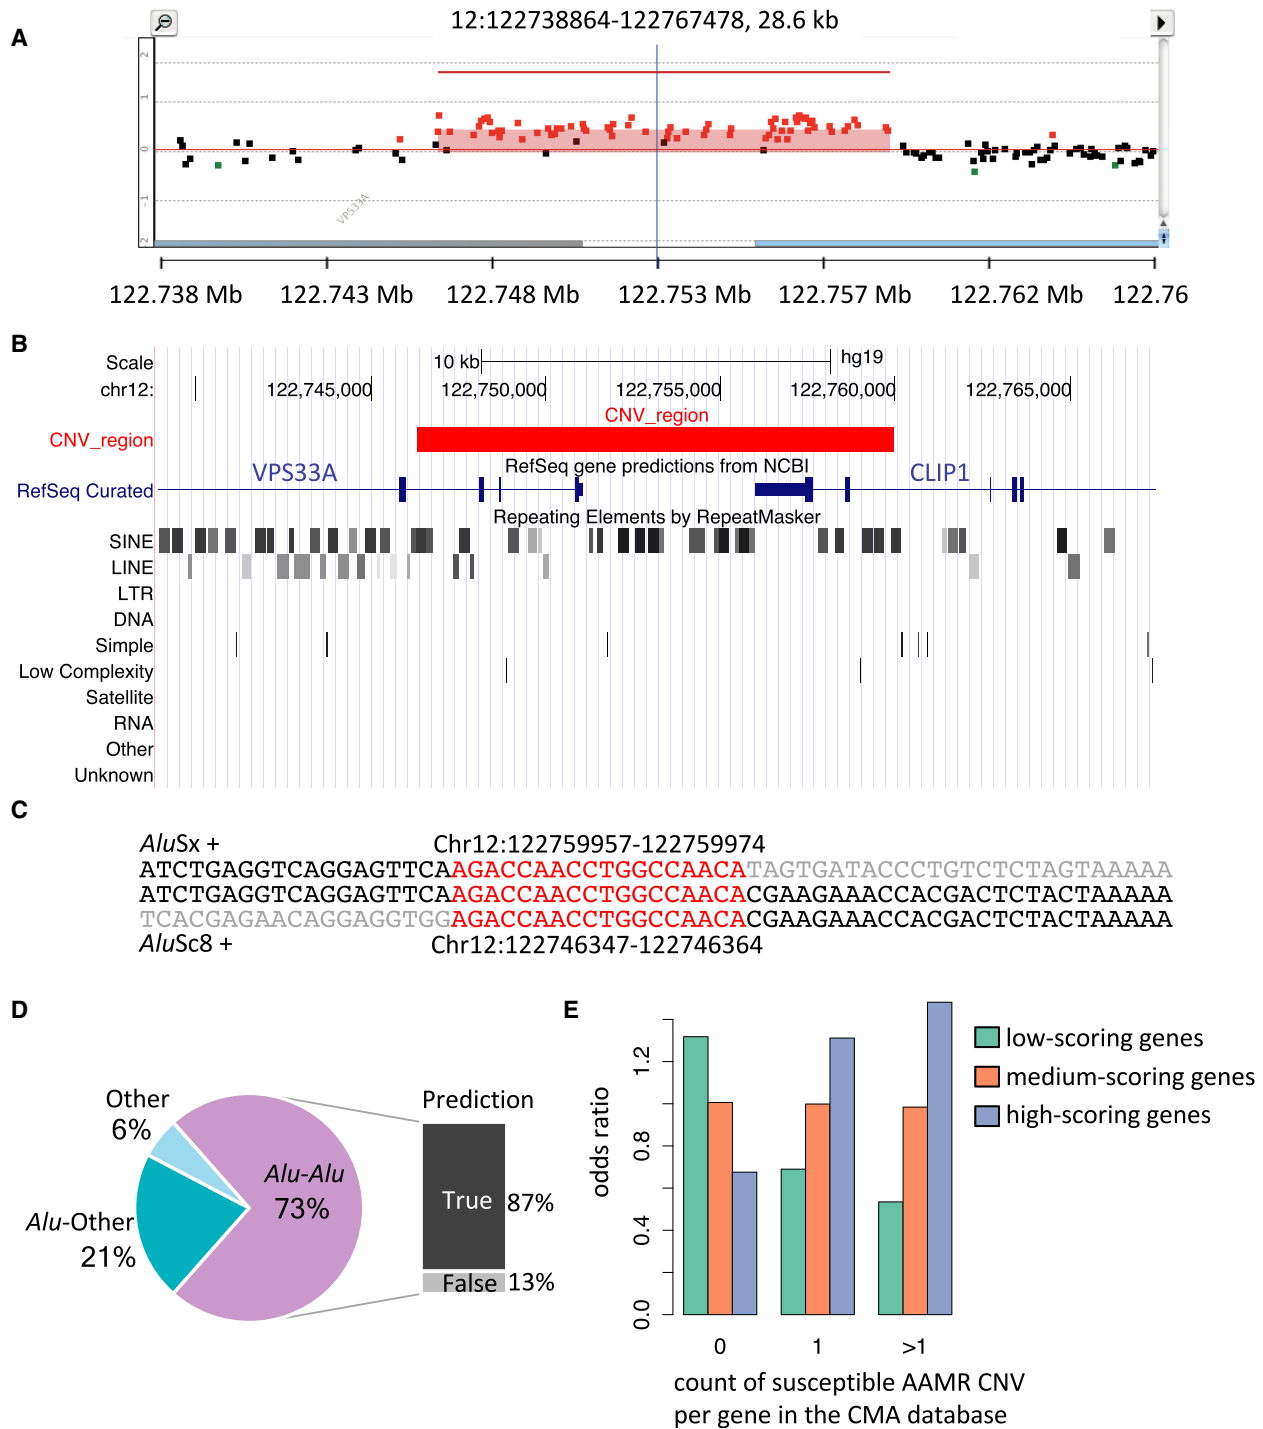 A
12:122738864-122767478, 28.6 kb
2
1
0
-1
-2
VPS33A
122.738 Mb 122.743 Mb 122.748 Mb 122.753 Mb 122.757 Mb 122.762 Mb 122.76
B
Scale 10 kb hg19
chr12: 122,745,000 122,750,000 122,755,000 122,760,000 122,765,000
CNV_region
CNV_region
RefSeq gene predictions from NCBI
VPS33A CLIP1
RefSeq Curated
Repeating Elements by RepeatMasker
SINE
LINE
LTR
DNA
Simple
Low Complexity
Satellite
RNA
Other
Unknown
C
AluSx + Chr12:122759957-122759974
ATCTGAGGTCAGGAGTTCAAGACCAACCTGGCCAACATAGTGATACCCTGTCTCTAGTAAAAA
ATCTGAGGTCAGGAGTTCAAGACCAACCTGGCCAACACGAAGAAACCACGACTCTACTAAAAA
TCACGAGAACAGGAGGTGGAGACCAACCTGGCCAACACGAAGAAACCACGACTCTACTAAAAA
AluSc8 + Chr12:122746347-122746364
D
Other
6%
Alu-Alu
73%
Alu-Other
21%
Prediction
True 87%
False 13%
E
odds ratio
1.2
0.8
0.4
0.0
0 1 >1
count of susceptible AAMR CNV
per gene in the CMA database
low-scoring genes
medium-scoring genes
high-scoring genes